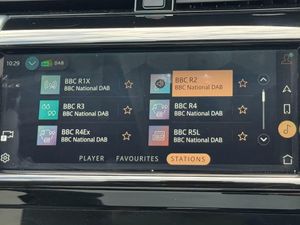 10:29 DAB
BBC R1X
BBC National DAB
BBC R2
BBC National DAB
BBC R3
BBC National DAB
BBC R4
BBC National DAB
BBC R4Ex
BBC National DAB
BBC R5L
BBC National DAB
PLAYER FAVOURITES STATIONS